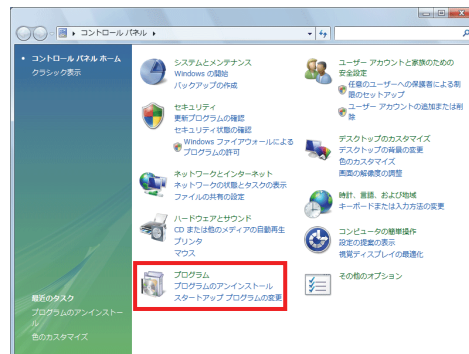 コントロール パネル
コントロール パネル ホーム
クラシック表示
システムとメンテナンス
Windows の開始
バックアップの作成
セキュリティ
更新プログラムの確認
セキュリティ状態の確認
Windows ファイアウォールによる
プログラムの許可
ネットワークとインターネット
ネットワークの状態とタスクの表示
ファイルの共有の設定
ハードウェアとサウンド
CD または他のメディアの自動再生
プリンタ
マウス
プログラム
プログラムのアンインストール
スタートアップ プログラムの変更
ユーザー アカウントと家族のための
安全設定
任意のユーザーへの保護者による制
限のセットアップ
ユーザー アカウントの追加または削
除
デスクトップのカスタマイズ
デスクトップの背景の変更
色のカスタマイズ
画面の解像度の調整
時計、言語、および地域
キーボードまたは入力方法の変更
コンピュータの簡単操作
設定の提案の表示
視覚ディスプレイの最適化
その他のオプション
最近のタスク
プログラムのアンインストー
ル
色のカスタマイズ